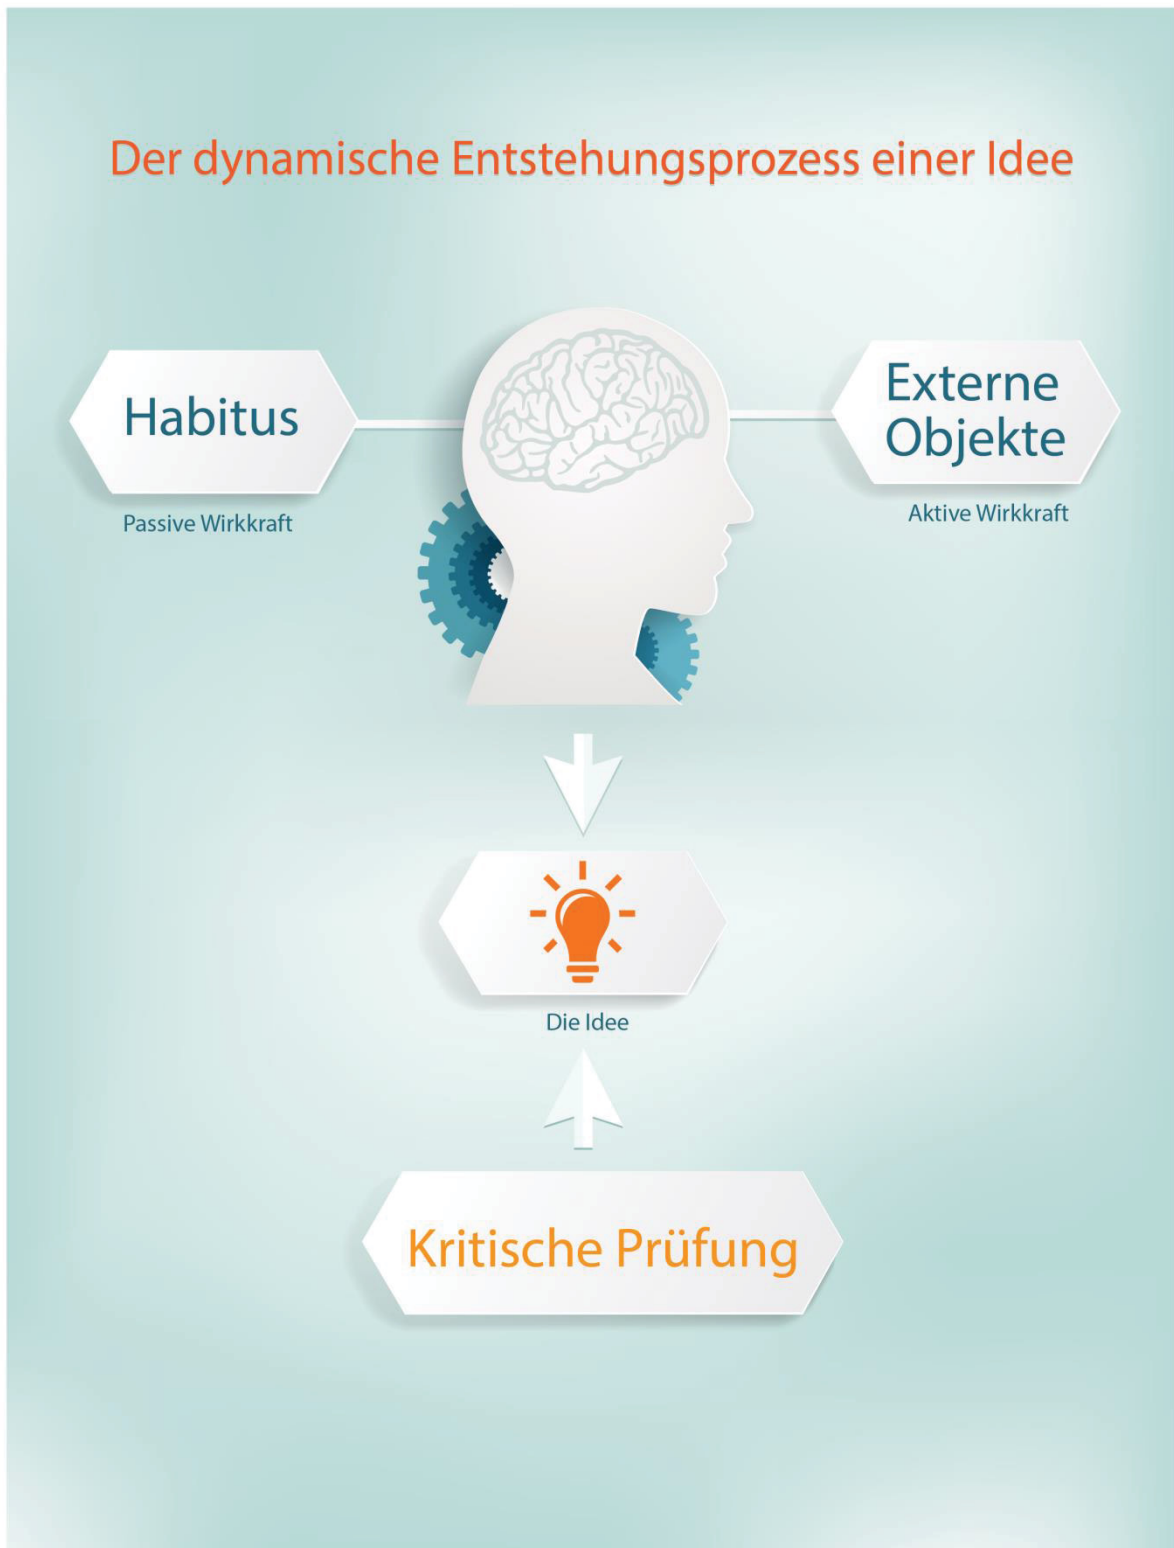 Der dynamische Entstehungsprozess einer Idee
Habitus
Passive Wirkkraft
Externe
Objekte
Aktive Wirkkraft
Die Idee
Kritische Prüfung